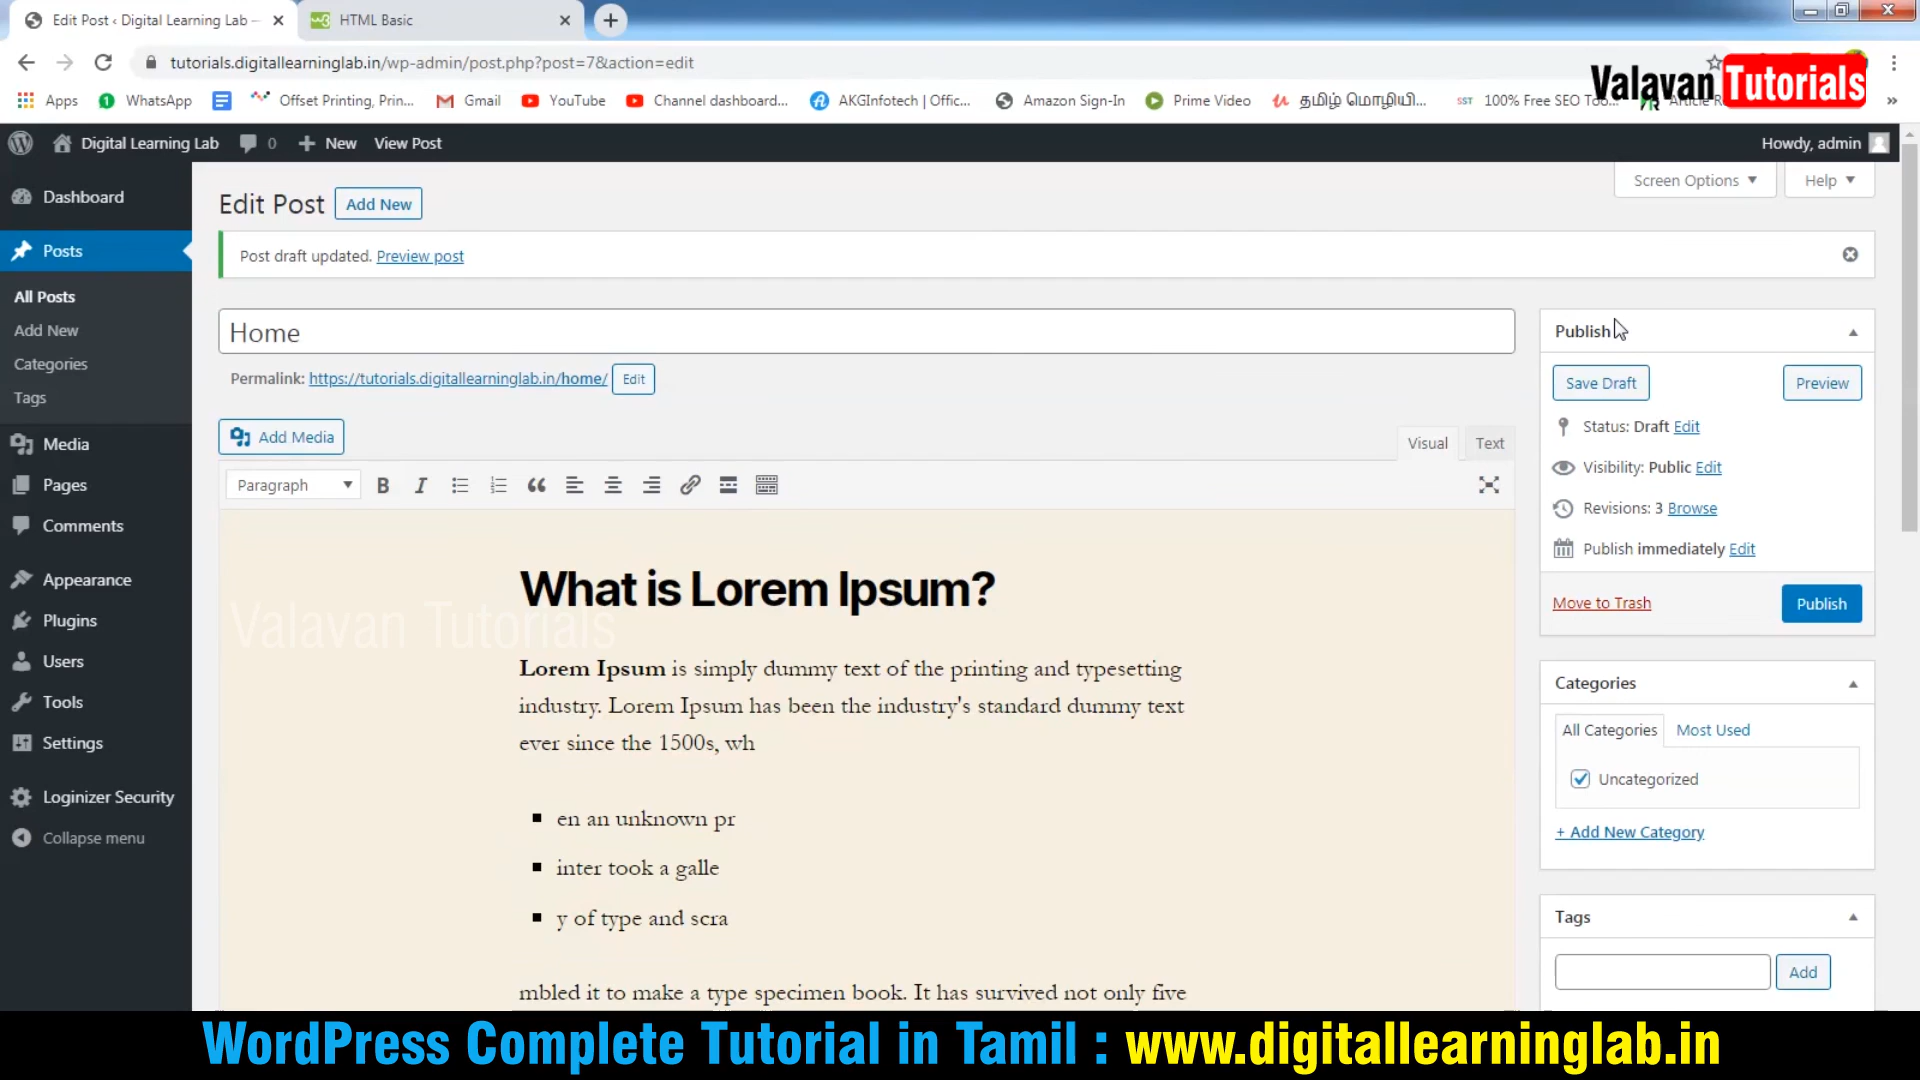 Edit Post ‹ Digital Learning Lab –
HTML Basic
tutorials.digitallearninglab.in/wp-admin/post.php?post=7&action=edit
Valavan Tutorials
Apps
WhatsApp
Offset Printing, Prin...
Gmail
YouTube
Channel dashboard...
AKGInfotech | Offic...
Amazon Sign-In
Prime Video
தமிழ் மொழியி...
SST 100% Free SEO Too...
Digital Learning Lab
0
New
View Post
Howdy, admin
Dashboard
Posts
All Posts
Add New
Categories
Tags
Media
Pages
Comments
Appearance
Plugins
Users
Tools
Settings
Loginizer Security
Collapse menu
Screen Options
Help
Edit Post
Add New
Post draft updated. Preview post
Home
Permalink: https://tutorials.digitallearninglab.in/home/ Edit
Add Media
Visual
Text
Paragraph
What is Lorem Ipsum?
Valavan Tutorials
Lorem Ipsum is simply dummy text of the printing and typesetting
industry. Lorem Ipsum has been the industry's standard dummy text
ever since the 1500s, wh
en an unknown pr
inter took a galle
y of type and scra
mbled it to make a type specimen book. It has survived not only five
Publish
Save Draft
Preview
Status: Draft Edit
Visibility: Public Edit
Revisions: 3 Browse
Publish immediately Edit
Move to Trash
Publish
Categories
All Categories
Most Used
Uncategorized
+ Add New Category
Tags
Add
WordPress Complete Tutorial in Tamil : www.digitallearninglab.in